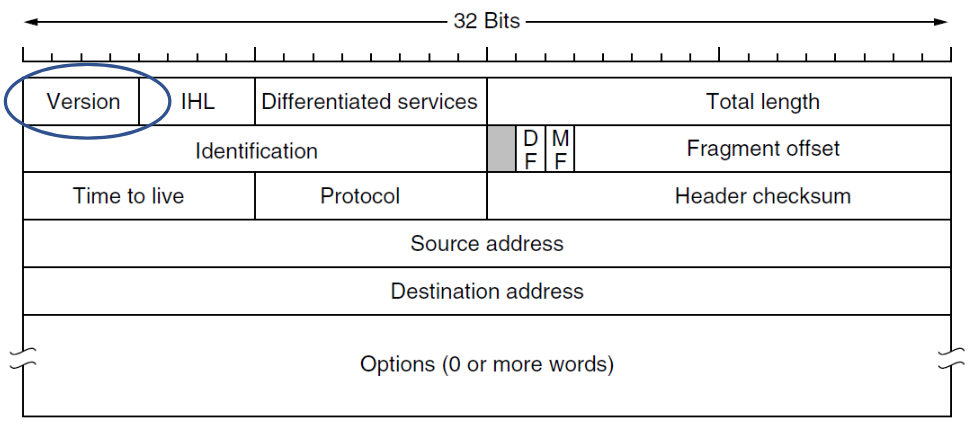 32 Bits
Version IHL Differentiated services Total length
Identification D F M F Fragment offset
Time to live Protocol Header checksum
Source address
Destination address
Options (0 or more words)